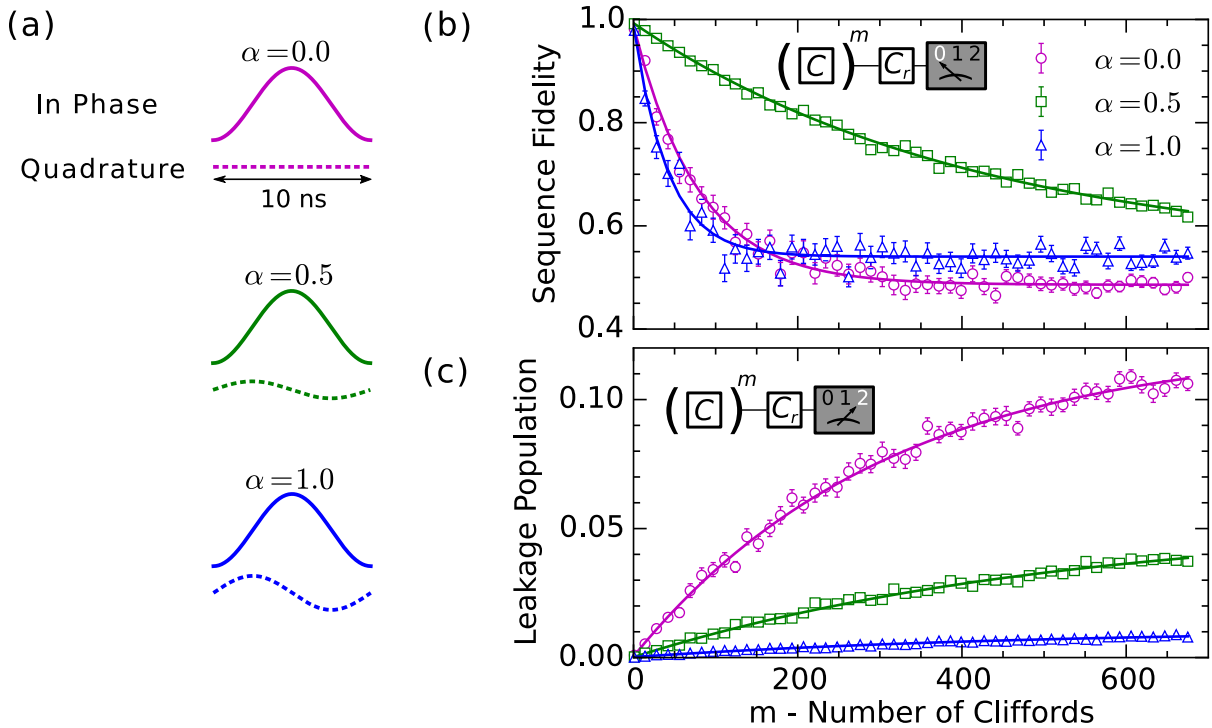 (a)
α=0.0
In Phase
Quadrature
10 ns
α=0.5
α=1.0
(b)
Sequence Fidelity
1.0
0.8
0.6
0.4
( C )^m C_r 0 1 2
α=0.0
α=0.5
α=1.0
(c)
Leakage Population
0.10
0.05
0.00
( C )^m C_r 0 1 2
0 200 400 600
m - Number of Cliffords